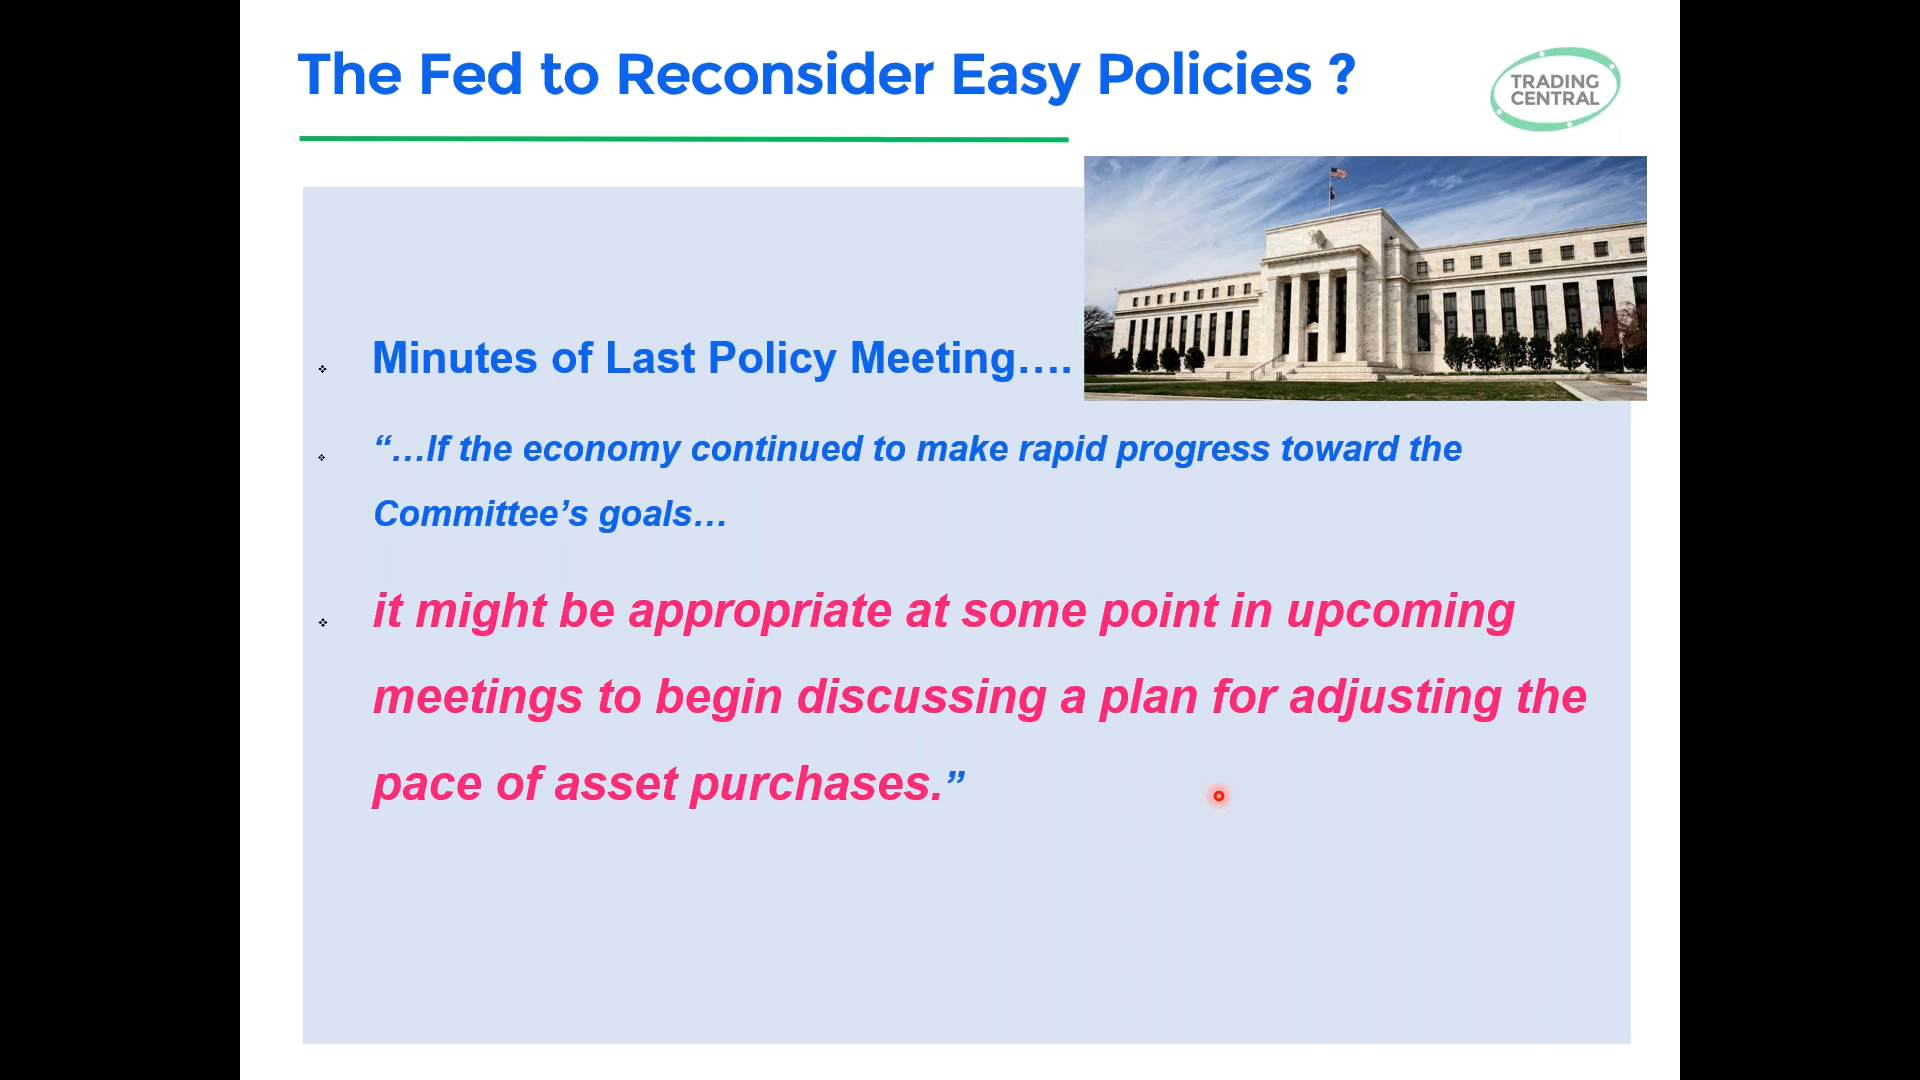 The Fed to Reconsider Easy Policies ?
TRADING
CENTRAL
Minutes of Last Policy Meeting….
“…If the economy continued to make rapid progress toward the
Committee’s goals…
it might be appropriate at some point in upcoming
meetings to begin discussing a plan for adjusting the
pace of asset purchases.”